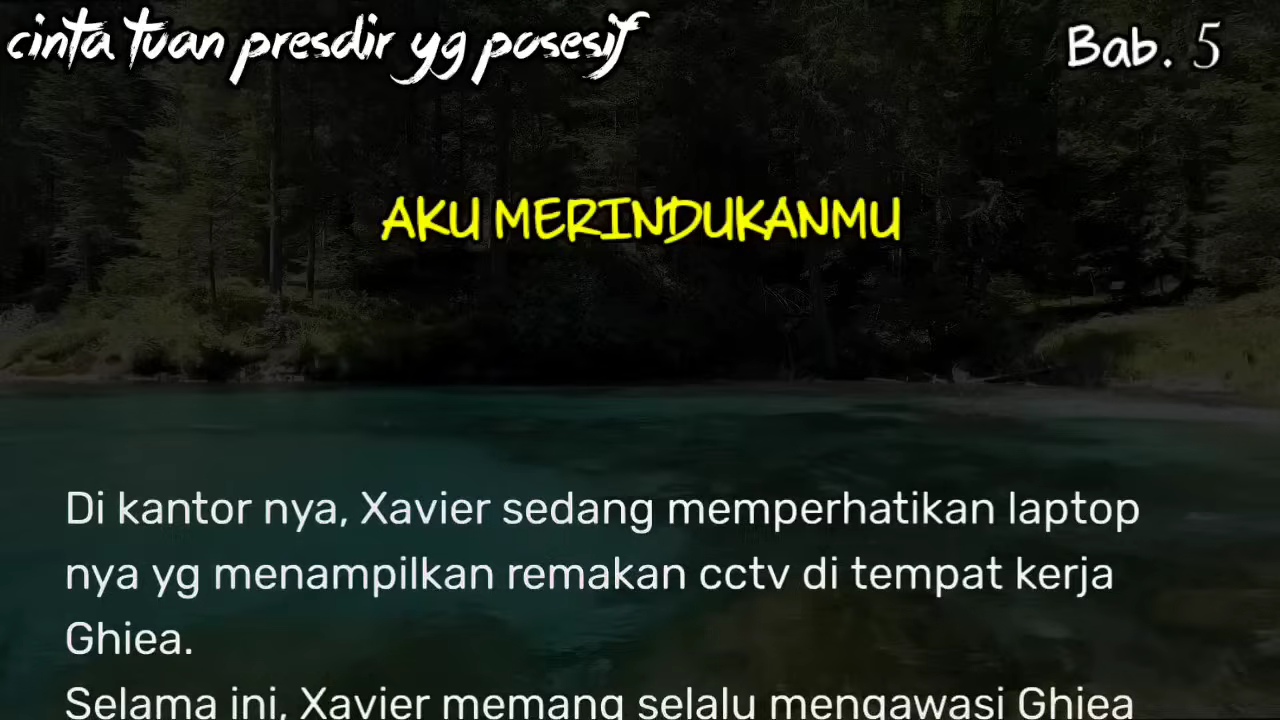 cinta tuan presdir yg posesif
Bab. 5
AKU MERINDUKANMU
Di kantor nya, Xavier sedang memperhatikan laptop
nya yg menampilkan remakan cctv di tempat kerja
Ghiea.
Selama ini, Xavier memang selalu mengawasi Ghiea